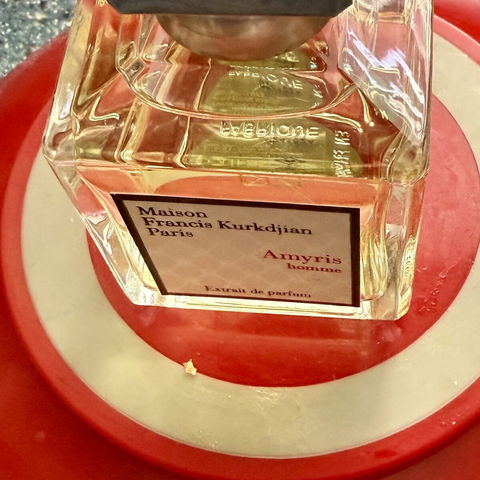 Maison
Francis Kurkdjian
Paris
Amyris
homme
Extrait de parfum